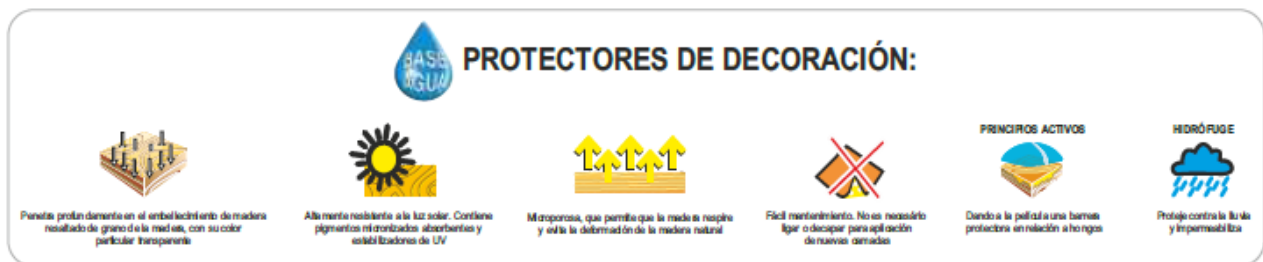 BASE
AGUA
PROTECTORES DE DECORACIÓN:
Penetra profundamente en el embellecimiento de madera
resaltado de grano de la madera, con su color
particular transparente
Altamente resistente a la luz solar. Contiene
pigmentos micronizados absorbentes y
estabilizadores de UV
Microporosa, que permite que la madera respire
y evita la deformación de la madera natural
Fácil mantenimiento. No es necesário
ligar o decapar para aplicación
de nuevas camadas
PRINCIPIOS ACTIVOS
Dando a la película una barrera
protectora en relación a hongos
HIDRÓFUGE
Proteje contra la lluvia
y impermeabiliza